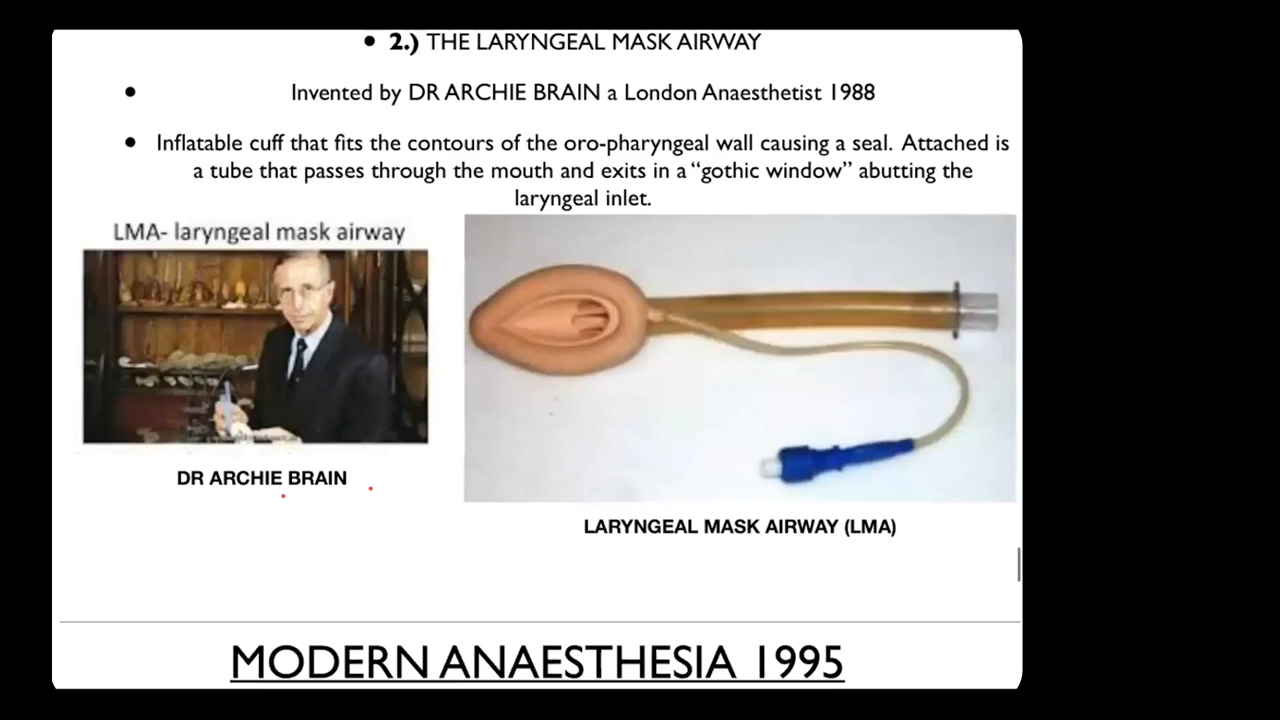 • 2.) THE LARYNGEAL MASK AIRWAY
• Invented by DR ARCHIE BRAIN a London Anaesthetist 1988
• Inflatable cuff that fits the contours of the oro-pharyngeal wall causing a seal. Attached is
a tube that passes through the mouth and exits in a “gothic window” abutting the
laryngeal inlet.
LMA- laryngeal mask airway
DR ARCHIE BRAIN
LARYNGEAL MASK AIRWAY (LMA)
MODERN ANAESTHESIA 1995